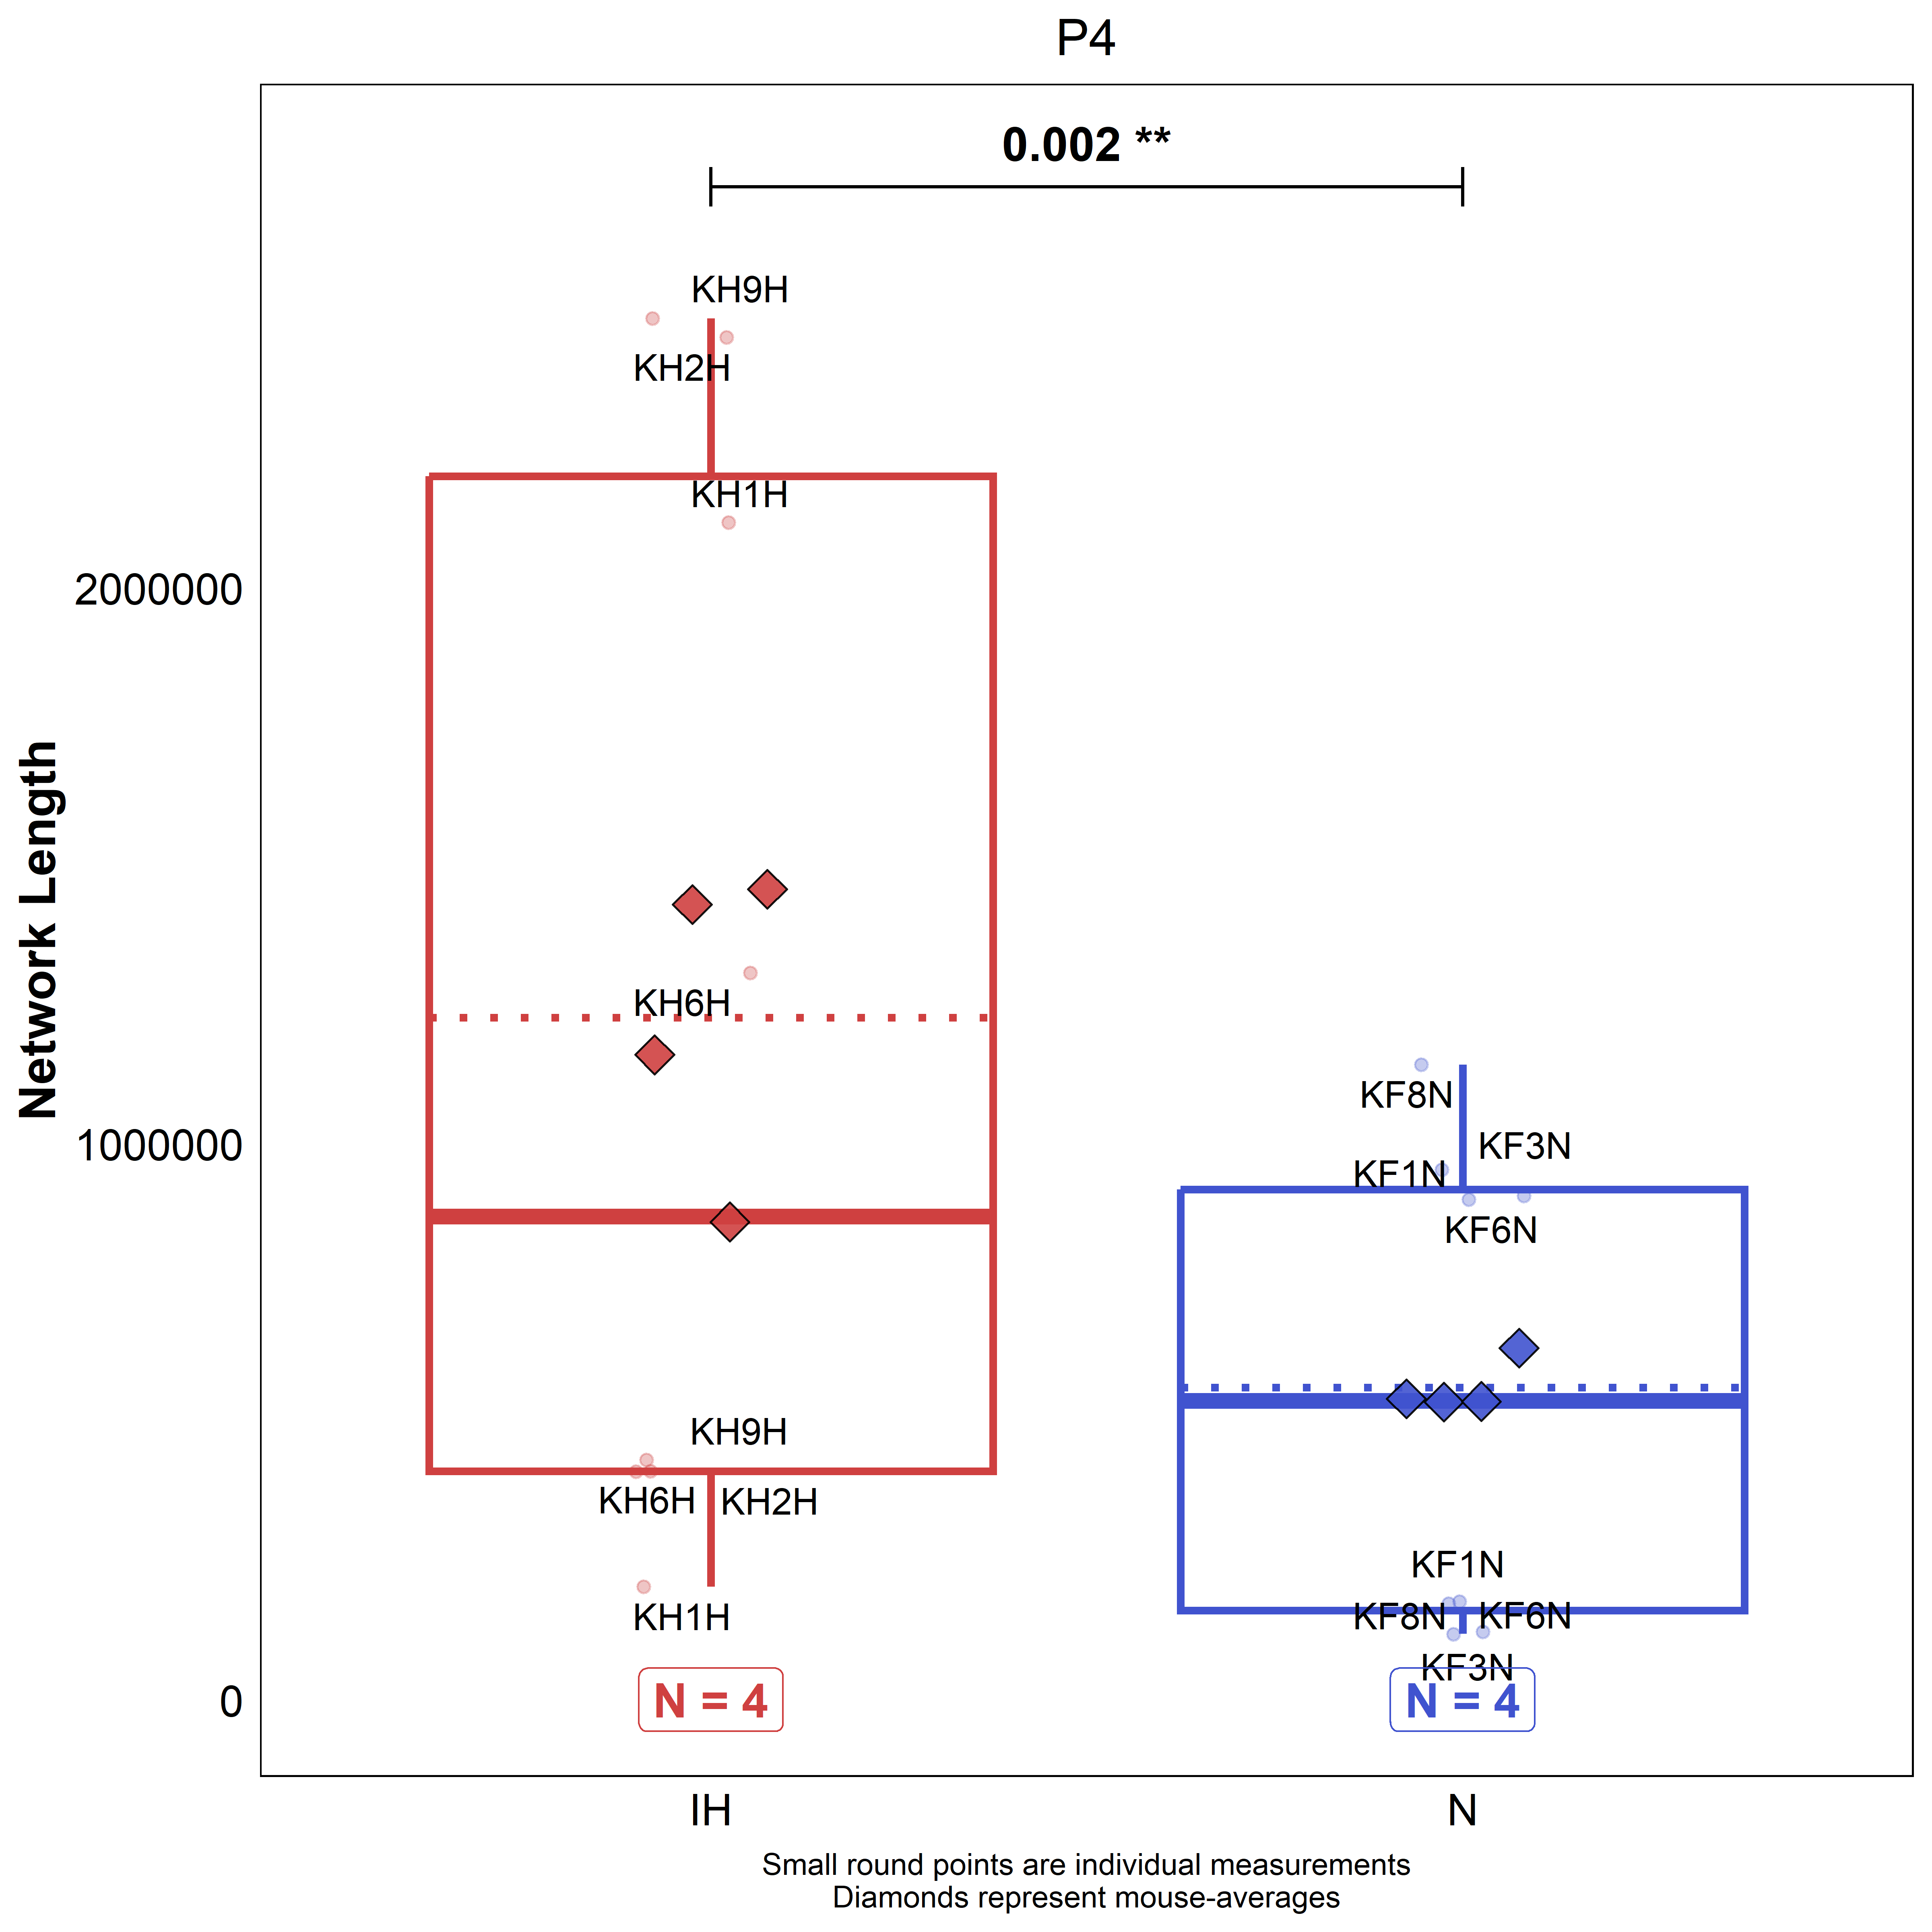 P4
0.002 **
KH9H
KH2H
KH1H
2000000
KH6H
Network Length
KF8N
1000000
KF3N
KF1N
KF6N
KH9H
KH6H
KH2H
KF1N
KH1H
KF8N
KF6N
KF3N
0
N = 4
N = 4
IH
N
Small round points are individual measurements
Diamonds represent mouse-averages